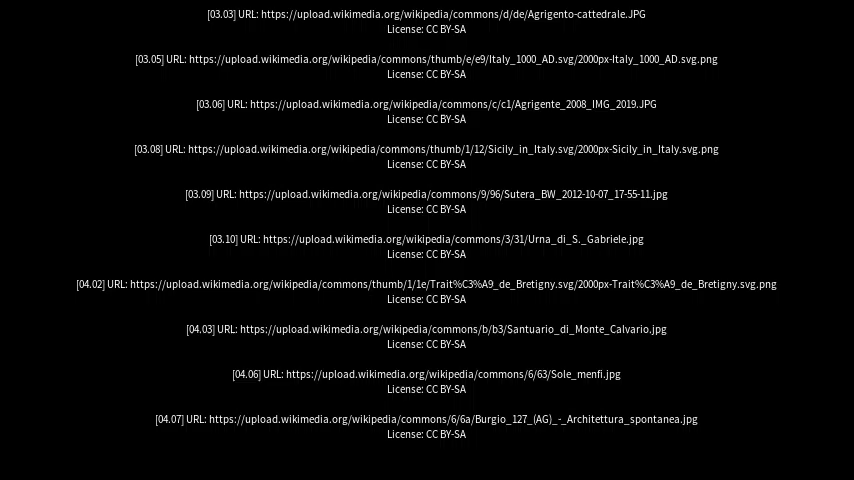 [03.03] URL: https://upload.wikimedia.org/wikipedia/commons/d/de/Agrigento-cattedrale.JPG
License: CC BY-SA
[03.05] URL: https://upload.wikimedia.org/wikipedia/commons/thumb/e/e9/Italy_1000_AD.svg/2000px-Italy_1000_AD.svg.png
License: CC BY-SA
[03.06] URL: https://upload.wikimedia.org/wikipedia/commons/c/c1/Agrigente_2008_IMG_2019.JPG
License: CC BY-SA
[03.08] URL: https://upload.wikimedia.org/wikipedia/commons/thumb/1/12/Sicily_in_Italy.svg/2000px-Sicily_in_Italy.svg.png
License: CC BY-SA
[03.09] URL: https://upload.wikimedia.org/wikipedia/commons/9/96/Sutera_BW_2012-10-07_17-55-11.jpg
License: CC BY-SA
[03.10] URL: https://upload.wikimedia.org/wikipedia/commons/3/31/Urna_di_S._Gabriele.jpg
License: CC BY-SA
[04.02] URL: https://upload.wikimedia.org/wikipedia/commons/thumb/1/1e/Trait%C3%A9_de_Bretigny.svg/2000px-Trait%C3%A9_de_Bretigny.svg.png
License: CC BY-SA
[04.03] URL: https://upload.wikimedia.org/wikipedia/commons/b/b3/Santuario_di_Monte_Calvario.jpg
License: CC BY-SA
[04.06] URL: https://upload.wikimedia.org/wikipedia/commons/6/63/Sole_menfi.jpg
License: CC BY-SA
[04.07] URL: https://upload.wikimedia.org/wikipedia/commons/6/6a/Burgio_127_(AG)_-_Architettura_spontanea.jpg
License: CC BY-SA